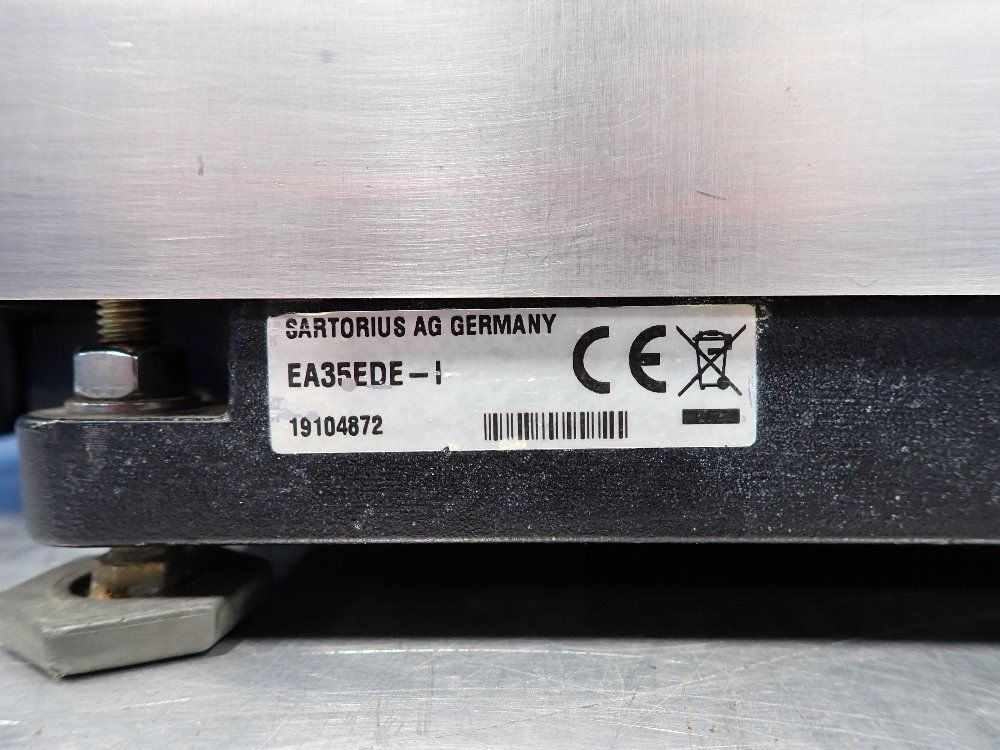 SARTORIUS AG GERMANY
EA35EDE-I
19104872
CE